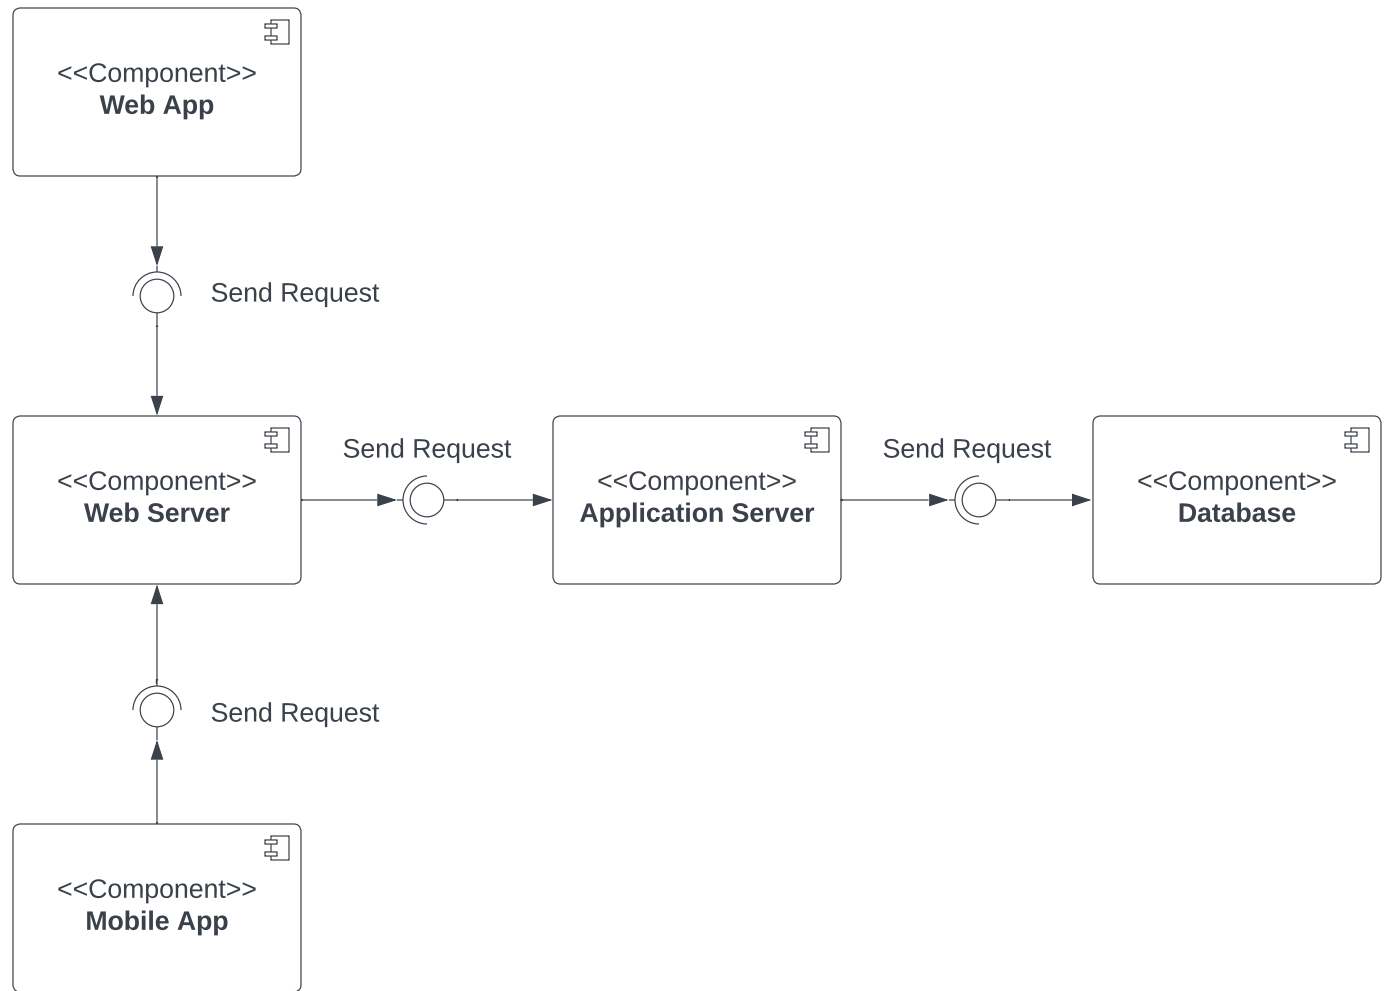 <<Component>>
Web App
Send Request
<<Component>>
Web Server
Send Request
<<Component>>
Application Server
Send Request
<<Component>>
Database
Send Request
<<Component>>
Mobile App